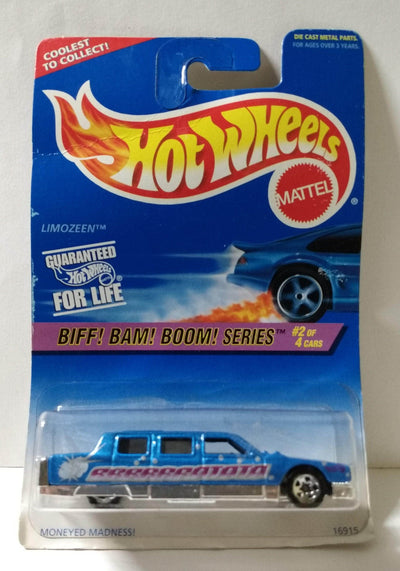 COOLEST
TO COLLECT!
DIE CAST METAL PARTS.
FOR AGES OVER 3 YEARS.
HOT WHEELS
MATTEL
®
LIMOZEEN™
GUARANTEED
HOT WHEELS
FOR LIFE
BIFF! BAM! BOOM! SERIES™
#2 OF
4 CARS
MONEYED MADNESS!
16915